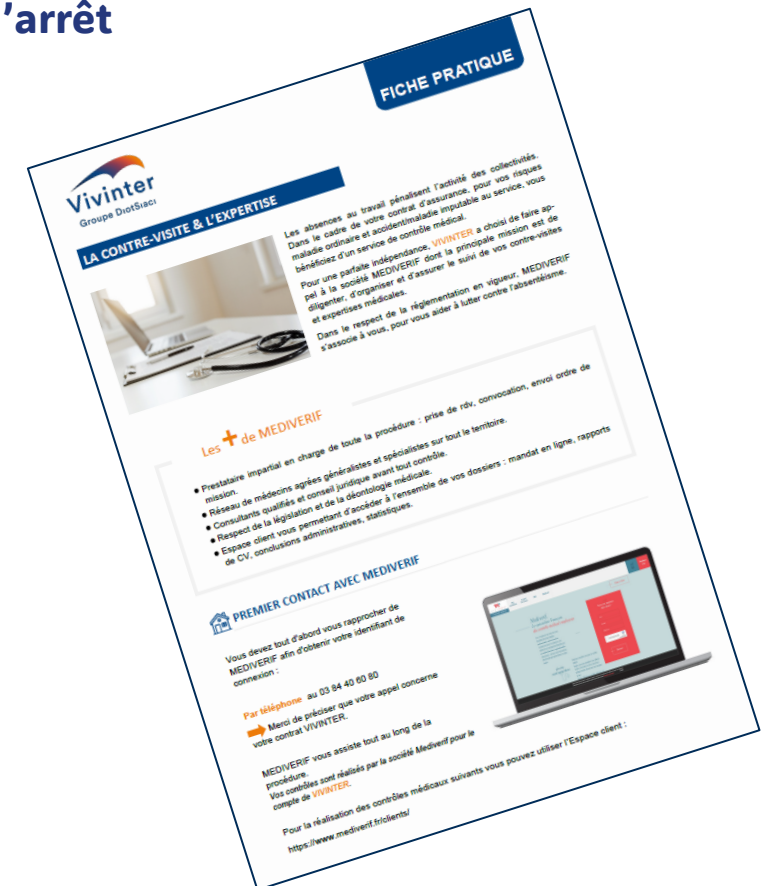 'arrêt
FICHE PRATIQUE
Vivinter
Groupe DIOTSIACI
LA CONTRE-VISITE & L'EXPERTISE
Les absences au travail pénalisent l'activité des collectivités.
Dans le cadre de votre contrat d'assurance, pour vos risques
maladie ordinaire et accident/maladie imputable au service, vous
bénéficiez d'un service de contrôle médical.
Pour une parfaite indépendance, VIVINTER a choisi de faire ap-
pel à la société MEDIVERIF dont la principale mission est de
diligenter, d'organiser et d'assurer le suivi de vos contre-visites
et expertises médicales.
Dans le respect de la réglementation en vigueur, MEDIVERIF
s'associe à vous, pour vous aider à lutter contre l'absentéisme.
Les + de MEDIVERIF
• Prestataire impartial en charge de toute la procédure : prise de rdv, convocation, envoi ordre de
mission.
• Réseau de médecins agrées généralistes et spécialistes sur tout le territoire.
• Consultants qualifiés et conseil juridique avant tout contrôle.
• Respect de la législation et de la déontologie médicale.
• Espace client vous permettant d'accéder à l'ensemble de vos dossiers : mandat en ligne, rapports
de CV, conclusions administratives, statistiques.
PREMIER CONTACT AVEC MEDIVERIF
Vous devez tout d'abord vous rapprocher de
MEDIVERIF afin d'obtenir votre identifiant de
connexion :
Par téléphone au 03 84 40 60 80
Merci de préciser que votre appel concerne
votre contrat VIVINTER.
MEDIVERIF vous assiste tout au long de la
procédure.
Vos contrôles sont réalisés par la société Mediverif pour le
compte de VIVINTER.
Pour la réalisation des contrôles médicaux suivants vous pouvez utiliser l'Espace client :
https://www.mediverif.fr/clients/